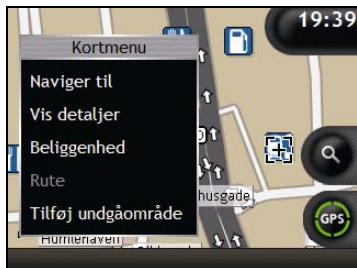 19:39
Kortmenu
Naviger til
Vis detaljer
Beliggenhed
Rute
Tilføj undgåområde
husgade
GPS